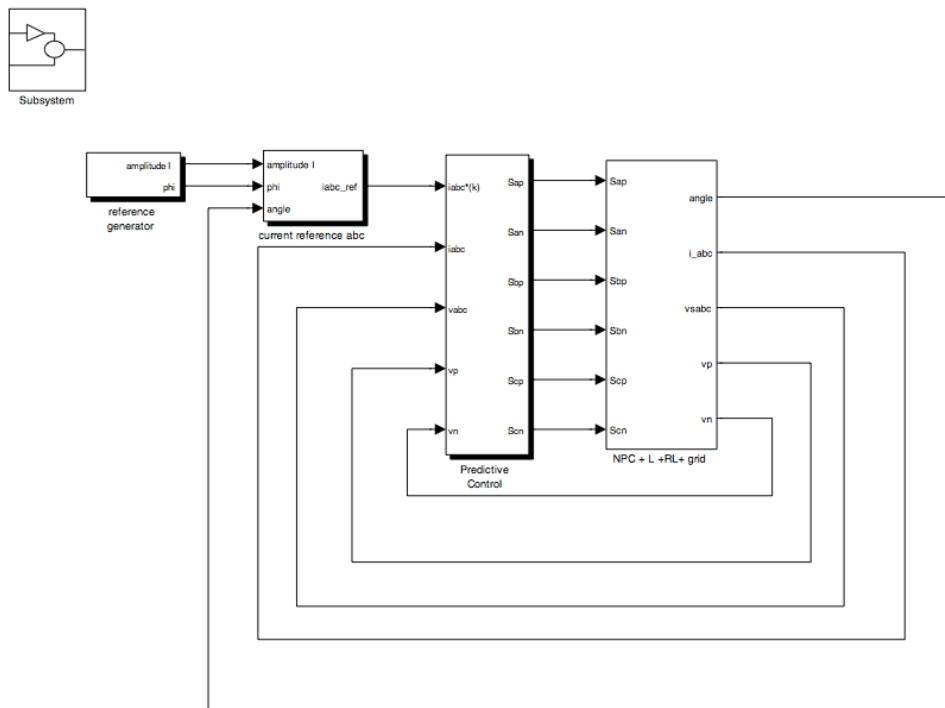 Subsystem
amplitude I
phi
reference
generator
amplitude I
phi
angle
iabc_ref
current reference abc
iabc*(k)
iabc
vabc
vp
vn
Sap
San
Sbp
Sbn
Scp
Scn
Predictive
Control
Sap
San
Sbp
Sbn
Scp
Scn
angle
i_abc
vsabc
vp
vn
NPC + L +RL+ grid